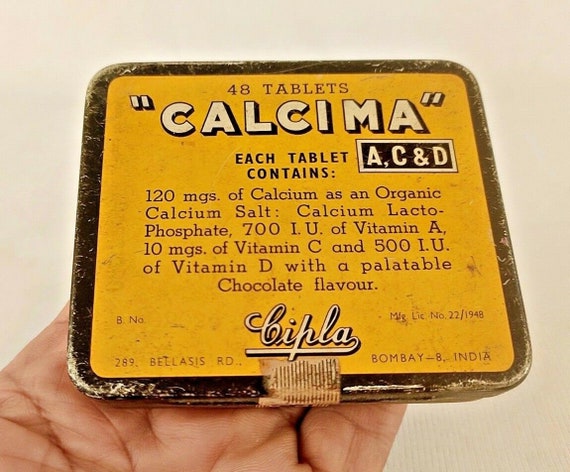 48 TABLETS
"CALCIMA"
EACH TABLET A,C&D
CONTAINS:
120 mgs. of Calcium as an Organic
Calcium Salt: Calcium Lacto-
Phosphate, 700 I.U. of Vitamin A,
10 mgs. of Vitamin C and 500 I.U.
of Vitamin D with a palatable
Chocolate flavour.
B. No. Mfg. Lic. No. 22/1948
Cipla
289, BELLASIS RD., BOMBAY-8, INDIA